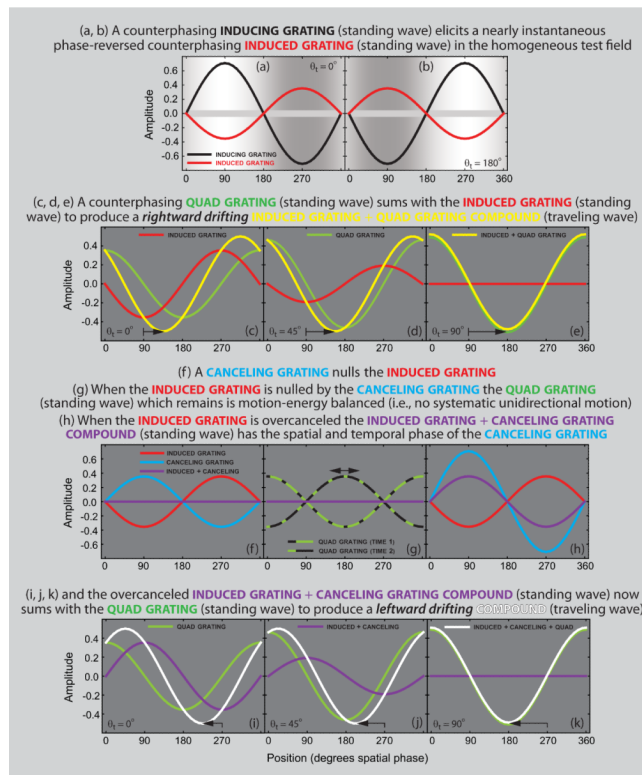 (a, b) A counterphasing INDUCING GRATING (standing wave) elicits a nearly instantaneous
phase-reversed counterphasing INDUCED GRATING (standing wave) in the homogeneous test field
(a)
θt=0°
(b)
0.6
0.4
0.2
0.0
-0.2
-0.4
-0.6
Amplitude
INDUCING GRATING
INDUCED GRATING
θt=180°
0 90 180 270 0 90 180 270 360
(c, d, e) A counterphasing QUAD GRATING (standing wave) sums with the INDUCED GRATING (standing
wave) to produce a rightward drifting INDUCED GRATING + QUAD GRATING COMPOUND (traveling wave)
INDUCED GRATING
QUAD GRATING
INDUCED + QUAD GRATING
0.4
0.2
0.0
-0.2
-0.4
Amplitude
θt=0°
(c)
θt=45°
(d)
θt=90°
(e)
0 90 180 270 0 90 180 270 0 90 180 270 360
(f) A CANCELING GRATING nulls the INDUCED GRATING
(g) When the INDUCED GRATING is nulled by the CANCELING GRATING the QUAD GRATING
(standing wave) which remains is motion-energy balanced (i.e., no systematic unidirectional motion)
(h) When the INDUCED GRATING is overcanceled the INDUCED GRATING + CANCELING GRATING
COMPOUND (standing wave) has the spatial and temporal phase of the CANCELING GRATING
INDUCED GRATING
CANCELING GRATING
INDUCED + CANCELING
0.6
0.4
0.2
0.0
-0.2
-0.4
-0.6
Amplitude
(f)
QUAD GRATING (TIME 1)
QUAD GRATING (TIME 2)
(g)
(h)
0 90 180 270 0 90 180 270 0 90 180 270 360
(i, j, k) and the overcanceled INDUCED GRATING + CANCELING GRATING COMPOUND (standing wave) now
sums with the QUAD GRATING (standing wave) to produce a leftward drifting COMPOUND (traveling wave)
QUAD GRATING
INDUCED + CANCELING
INDUCED + CANCELING + QUAD
0.4
0.2
0.0
-0.2
-0.4
Amplitude
θt=0°
(i)
θt=45°
(j)
θt=90°
(k)
0 90 180 270 0 90 180 270 0 90 180 270 360
Position (degrees spatial phase)